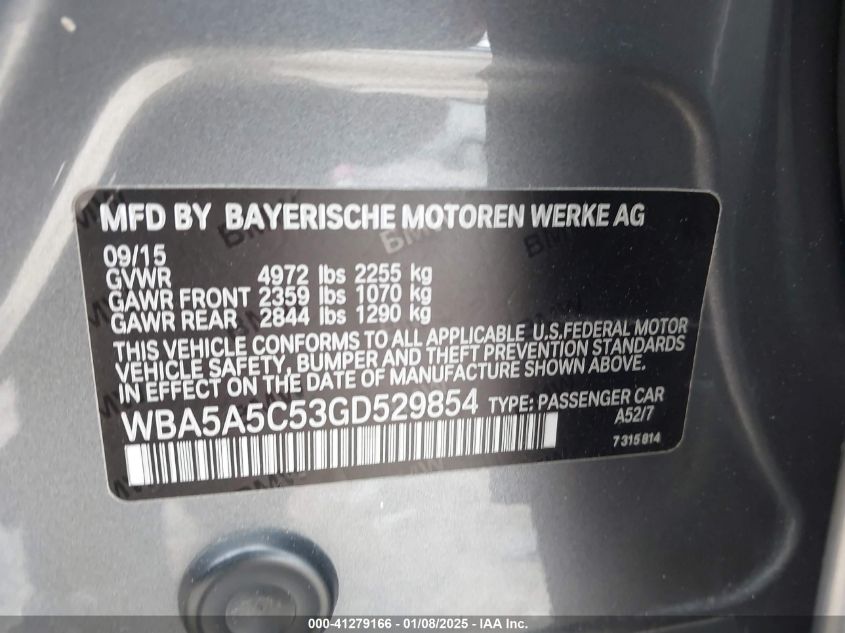 MFD BY BAYERISCHE MOTOREN WERKE AG
09/15
GVWR 4972 lbs 2255 kg
GAWR FRONT 2359 lbs 1070 kg
GAWR REAR 2844 lbs 1290 kg
THIS VEHICLE CONFORMS TO ALL APPLICABLE U.S.FEDERAL MOTOR
VEHICLE SAFETY, BUMPER AND THEFT PREVENTION STANDARDS
IN EFFECT ON THE DATE OF MANUFACTURE SHOWN ABOVE.
WBA5A5C53GD529854 TYPE: PASSENGER CAR
A52/7
7 315 814
000-41279166 - 01/08/2025 - IAA Inc.